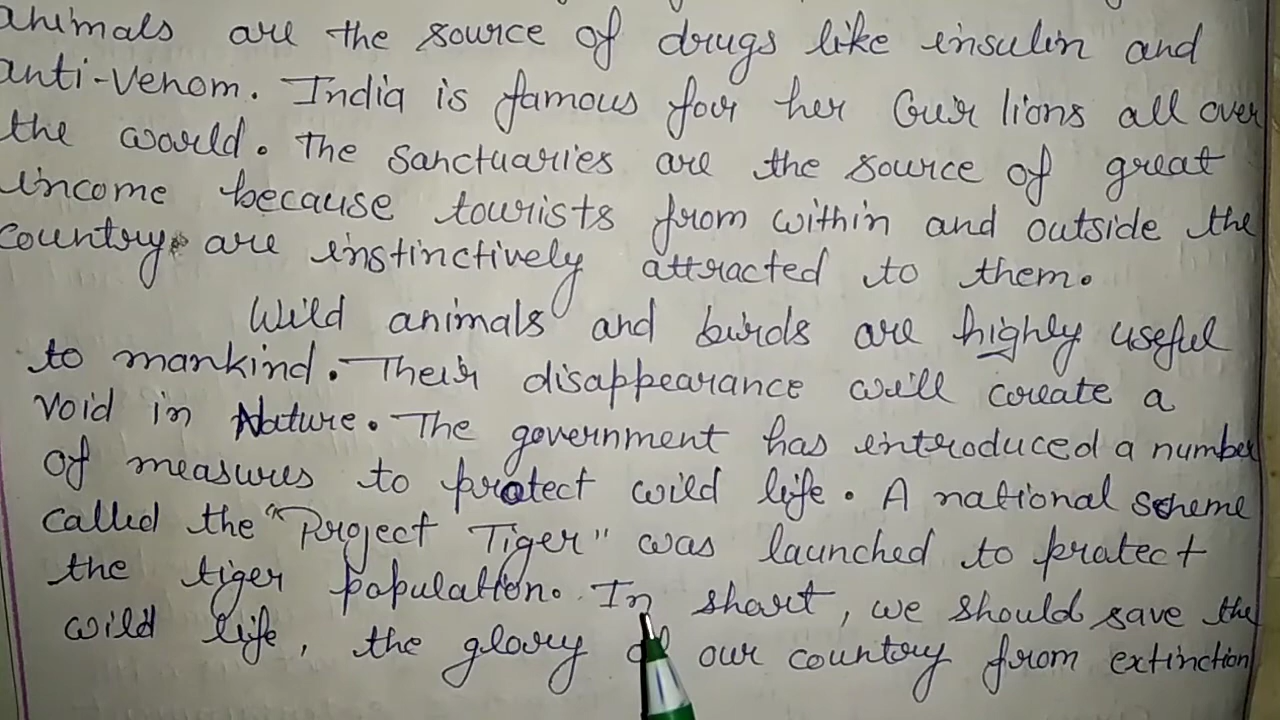 animals are the source of drugs like insulin and
anti-venom. India is famous for her Guir lions all over
the world. The sanctuaries are the source of great
income because tourists from within and outside the
country are instinctively attracted to them.
Wild animals and birds are highly useful
to mankind. Their disappearance will create a
void in Nature. The government has introduced a number
of measures to protect wild life. A national scheme
called the "Project Tiger" was launched to protect
the tiger population. In short, we should save the
wild life, the glory of our country from extinction